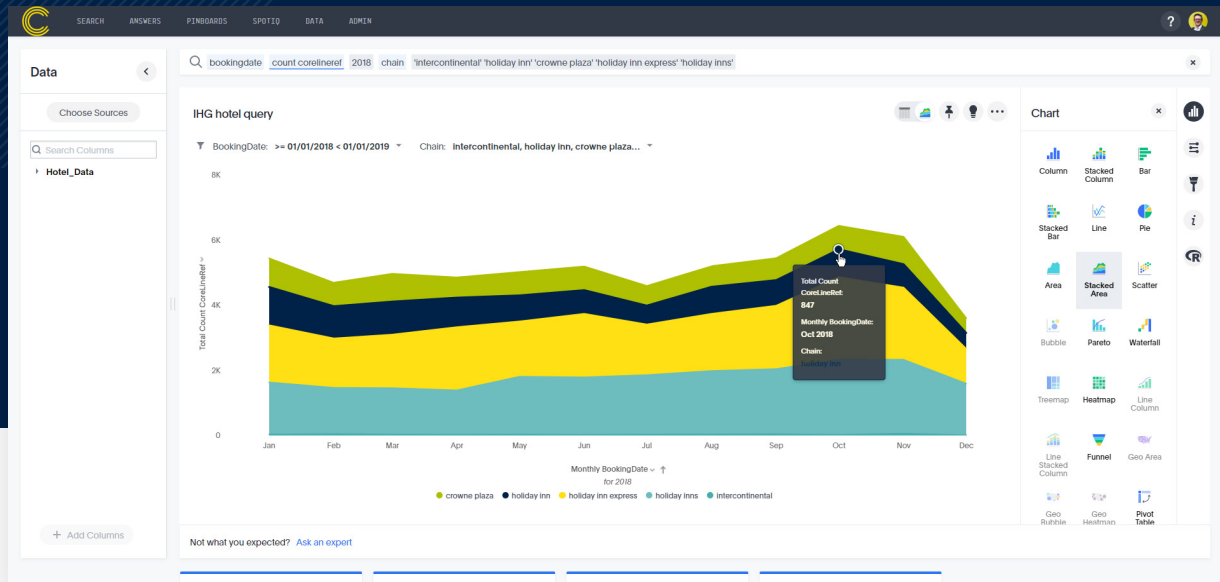 SEARCH ANSWERS PINBOARDS SPOTIQ DATA ADMIN ?
Data
Choose Sources
Search Columns
Hotel_Data
+ Add Columns
bookingdate count corelineref 2018 chain 'intercontinental' 'holiday inn' 'crowne plaza' 'holiday inn express' 'holiday inns'
IHG hotel query
BookingDate: >= 01/01/2018 < 01/01/2019 Chain: intercontinental, holiday inn, crowne plaza...
8K
6K
4K
2K
0
Total Count CoreLineRef
Total Count
CoreLineRef:
847
Monthly BookingDate:
Oct 2018
Chain:
holiday inn
Jan Feb Mar Apr May Jun Jul Aug Sep Oct Nov Dec
Monthly BookingDate
for 2018
crowne plaza holiday inn holiday inn express holiday inns intercontinental
Not what you expected? Ask an expert
Chart
Column Stacked Column Bar
Stacked Bar Line Pie
Area Stacked Area Scatter
Bubble Pareto Waterfall
Treemap Heatmap Line Column
Line Stacked Column Funnel Geo Area
Geo Bubble Geo Heatmap Pivot Table
i
R